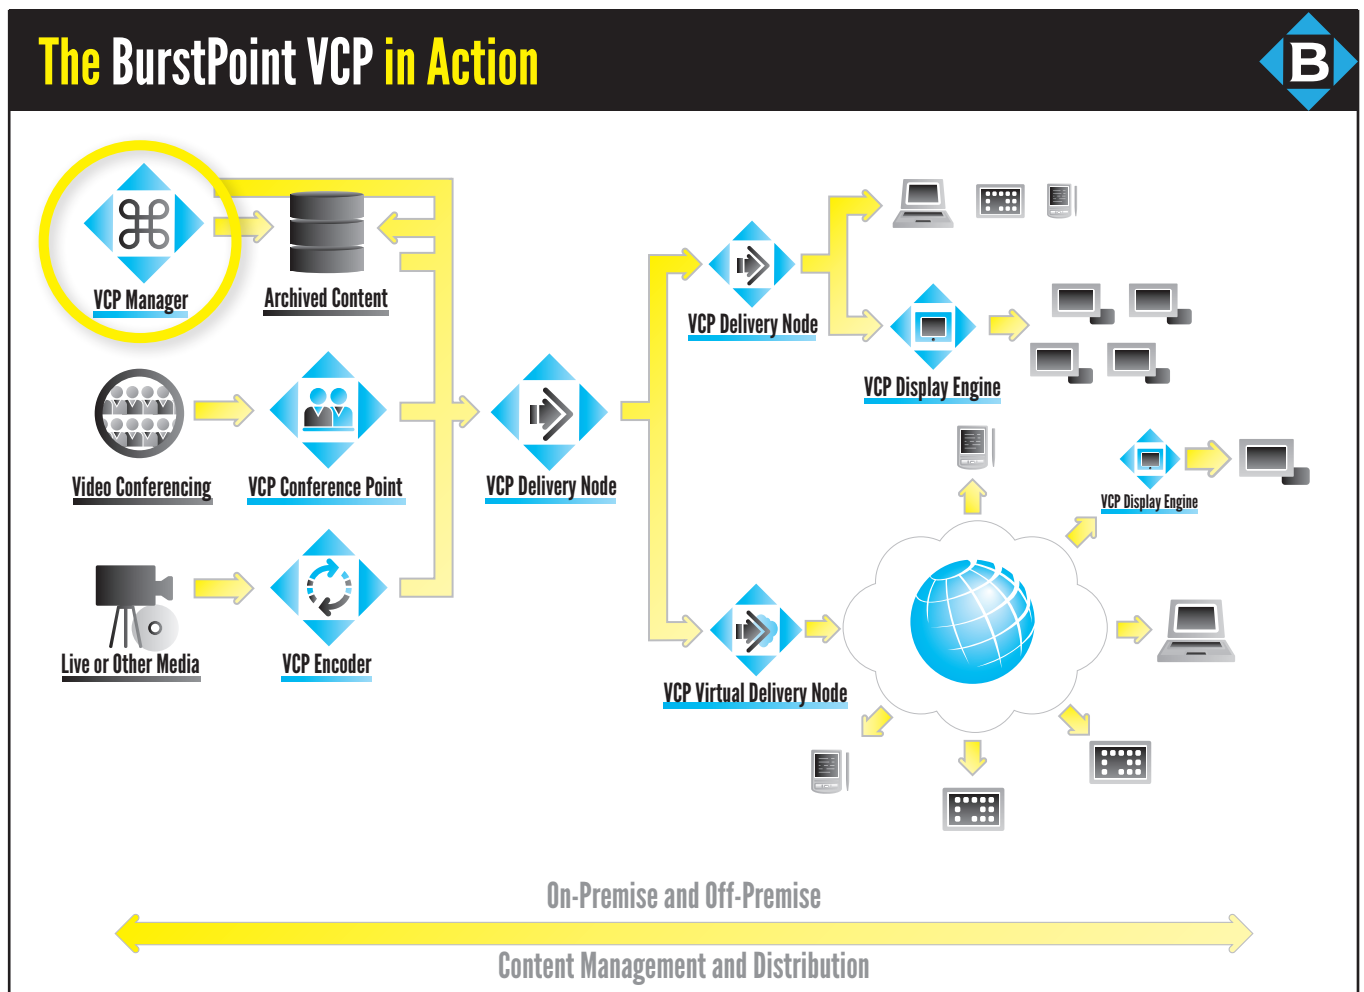 The BurstPoint VCP in Action
B
VCP Manager
Archived Content
VCP Delivery Node
VCP Display Engine
Video Conferencing
VCP Conference Point
VCP Delivery Node
VCP Display Engine
Live or Other Media
VCP Encoder
VCP Virtual Delivery Node
On-Premise and Off-Premise
Content Management and Distribution